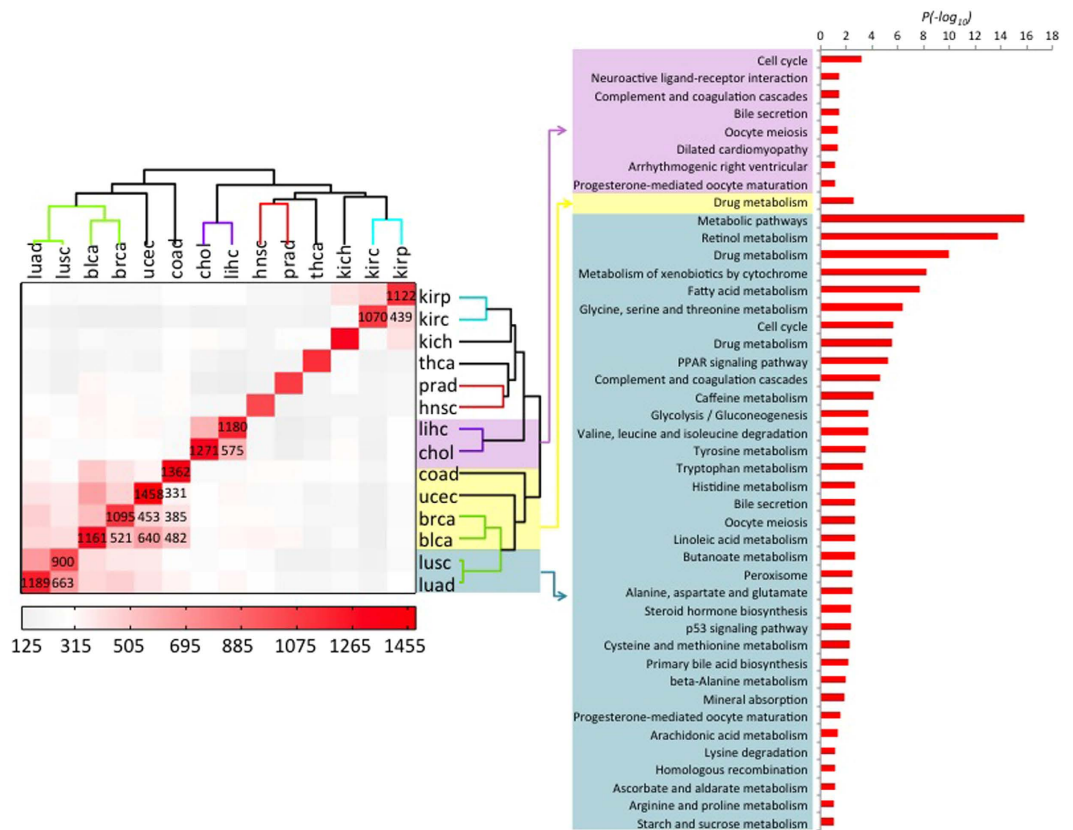 P(-log10)
0 2 4 6 8 10 12 14 16 18
Cell cycle
Neuroactive ligand-receptor interaction
Complement and coagulation cascades
Bile secretion
Oocyte meiosis
Dilated cardiomyopathy
Arrhythmogenic right ventricular
Progesterone-mediated oocyte maturation
Drug metabolism
Metabolic pathways
Retinol metabolism
Drug metabolism
Metabolism of xenobiotics by cytochrome
Fatty acid metabolism
Glycine, serine and threonine metabolism
Cell cycle
Drug metabolism
PPAR signaling pathway
Complement and coagulation cascades
Caffeine metabolism
Glycolysis / Gluconeogenesis
Valine, leucine and isoleucine degradation
Tyrosine metabolism
Tryptophan metabolism
Histidine metabolism
Bile secretion
Oocyte meiosis
Linoleic acid metabolism
Butanoate metabolism
Peroxisome
Alanine, aspartate and glutamate
Steroid hormone biosynthesis
p53 signaling pathway
Cysteine and methionine metabolism
Primary bile acid biosynthesis
beta-Alanine metabolism
Mineral absorption
Progesterone-mediated oocyte maturation
Arachidonic acid metabolism
Lysine degradation
Homologous recombination
Ascorbate and aldarate metabolism
Arginine and proline metabolism
Starch and sucrose metabolism
luad lusc blca brca ucec coad chol lihc hnsc prad thca kich kirc kirp
1122 kirp
1070 439 kirc
kich
thca
prad
hnsc
1180 lihc
1271 575 chol
1362 coad
1458 331 ucec
1095 453 385 brca
1161 521 640 482 blca
900 lusc
1189 663 luad
125 315 505 695 885 1075 1265 1455